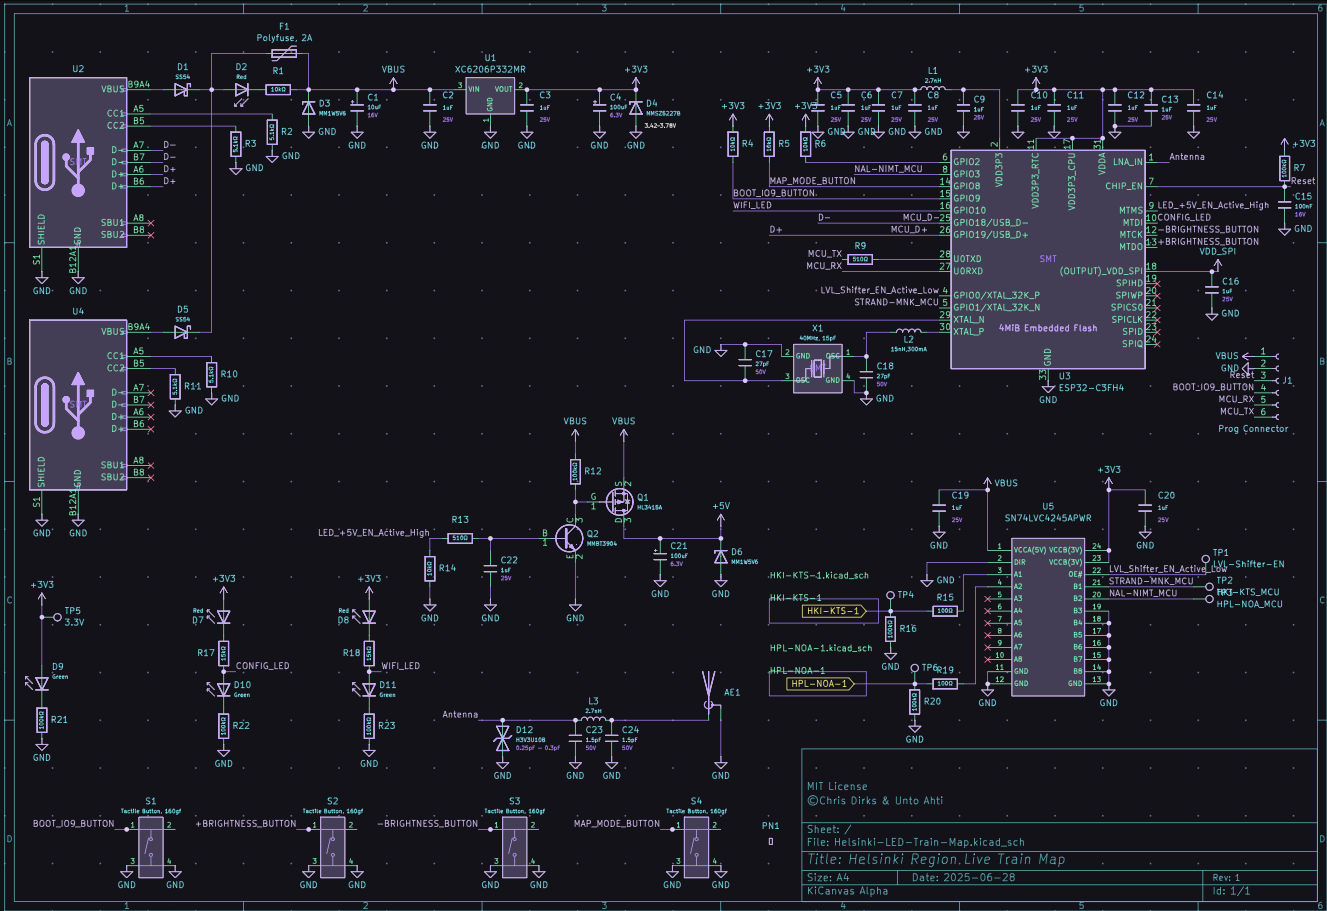 1 2 3 4 5 6
F1
Polyfuse, 2A
U2
D1
SS54
D2
Red
R1
10kΩ
VBUS
U1
XC6206P332MR
VIN VOUT
GND
D3
MM1W5V6
C1
10uF
16V
C2
1uF
25V
C3
1uF
25V
+3V3
C4
100uF
6.3V
D4
MMSZ5227B
3.42-3.78V
GND GND GND GND GND GND
VBUS B9A4
CC1 A5
CC2 B5
D- A7 D-
D- B7 D-
D+ A6 D+
D+ B6 D+
SBU1 A8
SBU2 B8
SHIELD GND
S1 B12A1
GND GND
SMT
R3
5.1kΩ
GND
R2
5.1kΩ
GND
U4
D5
SS54
VBUS B9A4
CC1 A5
CC2 B5
D- A7
D- B7
D+ A6
D+ B6
SBU1 A8
SBU2 B8
SHIELD GND
S1 B12A1
GND GND
SMT
R10
5.1kΩ
GND
R11
5.1kΩ
GND
+3V3 L1 +3V3
2.7nH
C5
1uF
25V
C6
1uF
25V
C7
1uF
25V
C8
1uF
25V
C9
1uF
26V
C10
1uF
25V
C11
1uF
25V
C12
1uF
25V
C13
1uF
25V
C14
1uF
25V
+3V3 +3V3 +3V3
R4 R5 R6
10kΩ 10kΩ 10kΩ
NAL-NIMT_MCU
MAP_MODE_BUTTON
BOOT_IO9_BUTTON
WIFI_LED
D- MCU_D-
D+ MCU_D+
MCU_TX R9
510Ω
MCU_RX
LVL_Shifter_EN_Active_Low
STRAND-MNK_MCU
6 GPIO2
8 GPIO3
14 GPIO8
15 GPIO9
16 GPIO10
25 GPIO18/USB_D-
26 GPIO19/USB_D+
28 U0TXD
27 U0RXD
4 GPIO0/XTAL_32K_P
5 GPIO1/XTAL_32K_N
29 XTAL_N
30 XTAL_P
2 VDD3P3
11 VDD3P3_RTC
17 VDD3P3_CPU
31 VDDA
LNA_IN 1 Antenna
CHIP_EN 7
MTMS 9 LED_+5V_EN_Active_High
MTDI 10 CONFIG_LED
MTCK 12 -BRIGHTNESS_BUTTON
MTDO 13 +BRIGHTNESS_BUTTON
SMT
(OUTPUT)_VDD_SPI 18
SPIHD 19
SPIWP 20
SPICS0 21
SPICLK 22
SPID 23
SPIQ 24
4MiB Embedded Flash
GND
33
GND
U3
ESP32-C3FH4
+3V3
R7
100kΩ
Reset
C15
100nF
16V
GND
VDD_SPI
C16
1uF
25V
GND
X1
40MHz, 15pf
GND
C17
27pF
50V
2 GND OSC 1
3 OSC GND 4
L2
15nH,300mA
C18
27pF
50V
GND
VBUS 1
GND 2
Reset 3
BOOT_IO9_BUTTON 4
MCU_RX 5
MCU_TX 6
J1
Prog Connector
VBUS VBUS
R12
100kΩ
G
1
S
2
D
3
Q1
HL3418A
LED_+5V_EN_Active_High
R13
510Ω
R14
10kΩ
C22
1uF
25V
B
1
C
3
E
2
Q2
MMBT3904
+5V
C21
100uF
6.3V
D6
MM1W5V6
GND GND GND GND GND
VBUS
+3V3
C19
1uF
25V
GND
U5
SN74LVC4245APWR
C20
1uF
25V
GND
1 VCCA(5V) VCCB(3V) 24
2 DIR VCCB(3V) 23
3 A1 OE# 22
4 A2 B1 21
5 A3 B2 20
6 A4 B3 19
7 A5 B4 18
8 A6 B5 17
9 A7 B6 16
10 A8 B7 15
11 GND B8 14
12 GND GND 13
GND GND GND
LVL_Shifter_EN_Active_Low
STRAND-MNK_MCU
NAL-NIMT_MCU
TP1
LVL-Shifter-EN
TP2
HKI-KTS_MCU
HPL-NOA_MCU
HKI-KTS-1.kicad_sch
HKI-KTS-1
HKI-KTS-1
TP4
R15
100Ω
R16
100kΩ
GND
HPL-NOA-1.kicad_sch
HPL-NOA-1
HPL-NOA-1
TP6
R19
100Ω
R20
100kΩ
GND
+3V3
TP5
3.3V
D9
Green
R21
100kΩ
GND
+3V3
Red
D7
R17
15kΩ
CONFIG_LED
D10
Green
R22
100kΩ
GND
+3V3
Red
D8
R18
15kΩ
WIFI_LED
D11
Green
R23
100kΩ
GND
Antenna
D12
H3V3U10B
0.25pF - 0.3pf
L3
2.7nH
C23
1.5pF
50V
C24
1.5pF
50V
AE1
GND GND GND GND
S1
Tactile Button, 160gf
BOOT_IO9_BUTTON 1 2
3 4
GND GND
S2
Tactile Button, 160gf
+BRIGHTNESS_BUTTON 1 2
3 4
GND GND
S3
Tactile Button, 160gf
-BRIGHTNESS_BUTTON 1 2
3 4
GND GND
S4
Tactile Button, 160gf
MAP_MODE_BUTTON 1 2
3 4
GND GND
PN1
MIT License
©Chris Dirks & Unto Ahti
Sheet: /
File: Helsinki-LED-Train-Map.kicad_sch
Title: Helsinki Region Live Train Map
Size: A4 Date: 2025-06-28 Rev: 1
KiCanvas Alpha Id: 1/1
A B C D
1 2 3 4 5 6